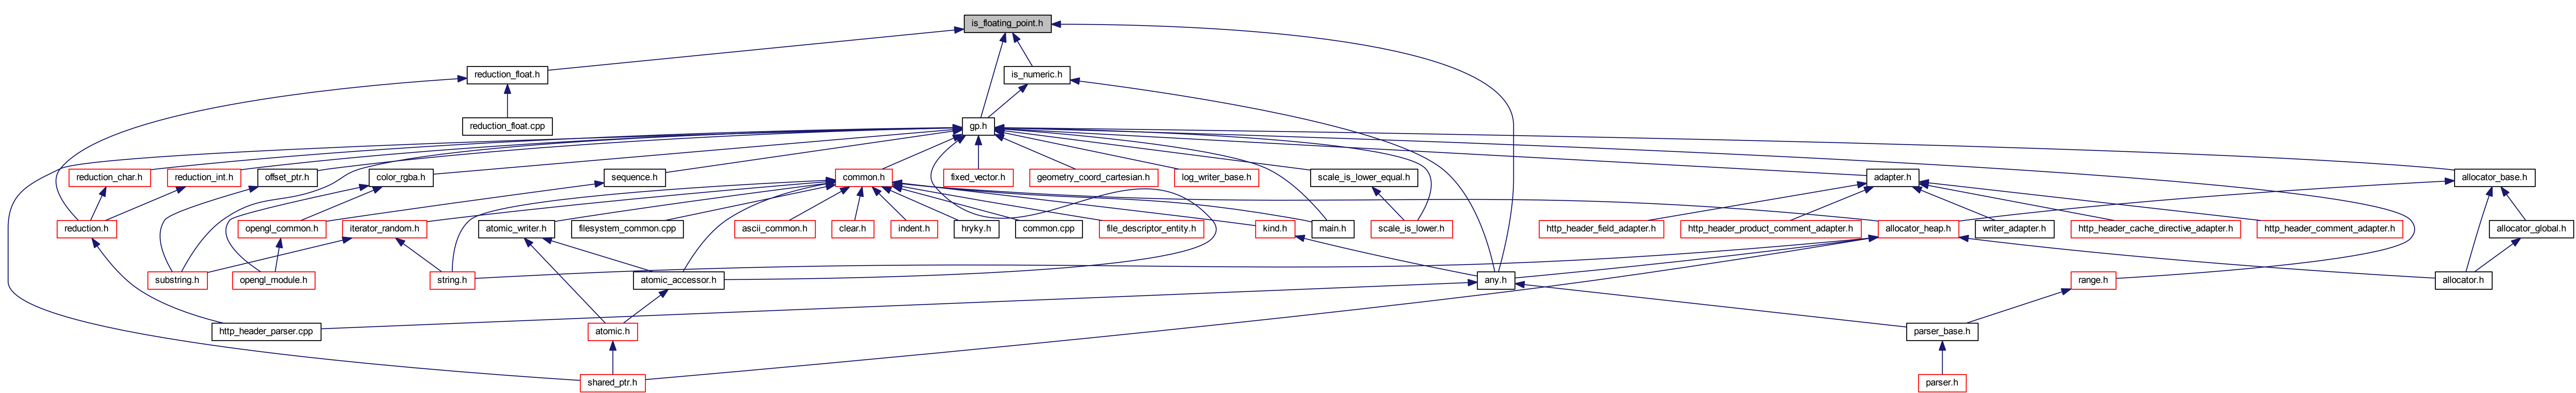 is_floating_point.h
reduction_float.h
is_numeric.h
reduction_float.cpp
gp.h
reduction_char.h
reduction_int.h
offset_ptr.h
color_rgba.h
sequence.h
common.h
fixed_vector.h
geometry_coord_cartesian.h
log_writer_base.h
scale_is_lower_equal.h
adapter.h
allocator_base.h
reduction.h
opengl_common.h
iterator_random.h
atomic_writer.h
filesystem_common.cpp
ascii_common.h
clear.h
indent.h
hryky.h
common.cpp
file_descriptor_entity.h
kind.h
main.h
scale_is_lower.h
http_header_field_adapter.h
http_header_product_comment_adapter.h
allocator_heap.h
writer_adapter.h
http_header_cache_directive_adapter.h
http_header_comment_adapter.h
allocator_global.h
substring.h
opengl_module.h
string.h
atomic_accessor.h
any.h
range.h
allocator.h
http_header_parser.cpp
atomic.h
parser_base.h
shared_ptr.h
parser.h